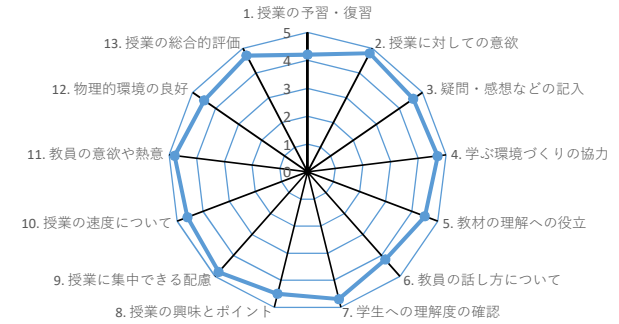 1. 授業の予習・復習
2. 授業に対しての意欲
3. 疑問・感想などの記入
4. 学ぶ環境づくりの協力
5. 教材の理解への役立
6. 教員の話し方について
7. 学生への理解度の確認
8. 授業の興味とポイント
9. 授業に集中できる配慮
10. 授業の速度について
11. 教員の意欲や熱意
12. 物理的環境の良好
13. 授業の総合的評価
5
4
3
2
1
0